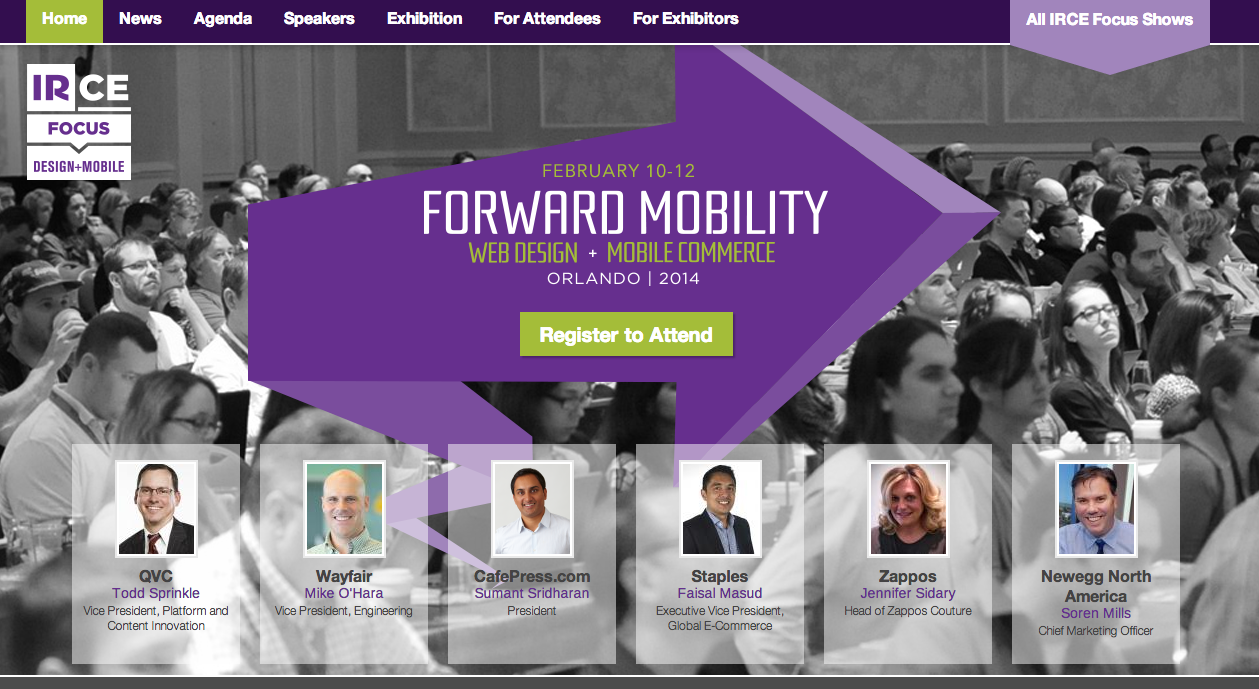 Home
News
Agenda
Speakers
Exhibition
For Attendees
For Exhibitors
All IRCE Focus Shows
IRCE
FOCUS
DESIGN+MOBILE
FEBRUARY 10-12
FORWARD MOBILITY
WEB DESIGN + MOBILE COMMERCE
ORLANDO | 2014
Register to Attend
QVC
Todd Sprinkle
Vice President, Platform and
Content Innovation
Wayfair
Mike O'Hara
Vice President, Engineering
CafePress.com
Sumant Sridharan
President
Staples
Faisal Masud
Executive Vice President,
Global E-Commerce
Zappos
Jennifer Sidary
Head of Zappos Couture
Newegg North
America
Soren Mills
Chief Marketing Officer